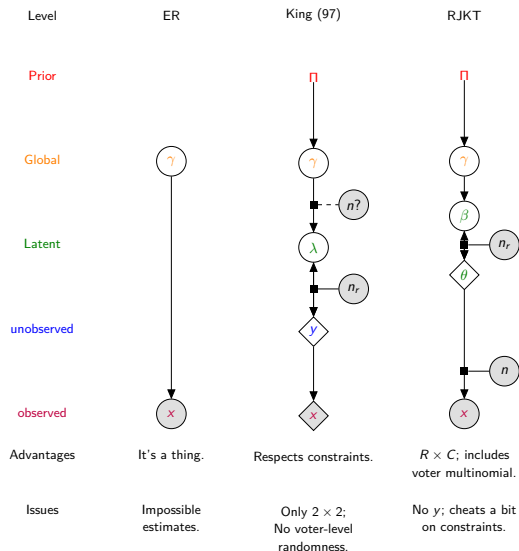 Level ER King (97) RJKT
Prior Π Π
Global γ γ γ
β
n?
Latent λ n_r
θ
n_r
unobserved y
n
observed x x x
Advantages It's a thing. Respects constraints. R × C; includes
voter multinomial.
Issues Impossible
estimates.
Only 2 × 2;
No voter-level
randomness.
No y; cheats a bit
on constraints.